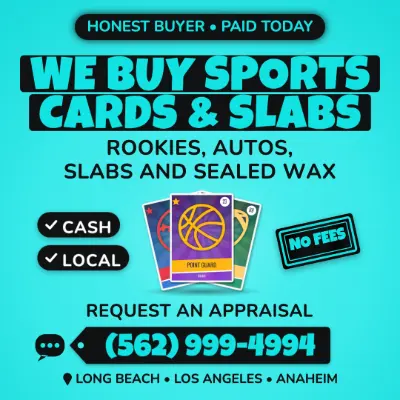 HONEST BUYER • PAID TODAY
WE BUY SPORTS
CARDS & SLABS
ROOKIES, AUTOS,
SLABS AND SEALED WAX
CASH
LOCAL
POINT GUARD
NO FEES
REQUEST AN APPRAISAL
(562) 999-4994
LONG BEACH • LOS ANGELES • ANAHEIM